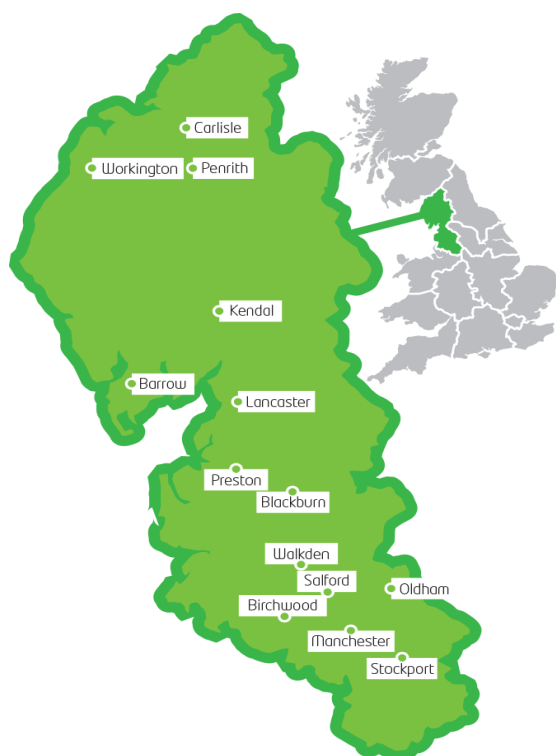 Carlisle
Workington
Penrith
Kendal
Barrow
Lancaster
Preston
Blackburn
Walkden
Salford
Oldham
Birchwood
Manchester
Stockport